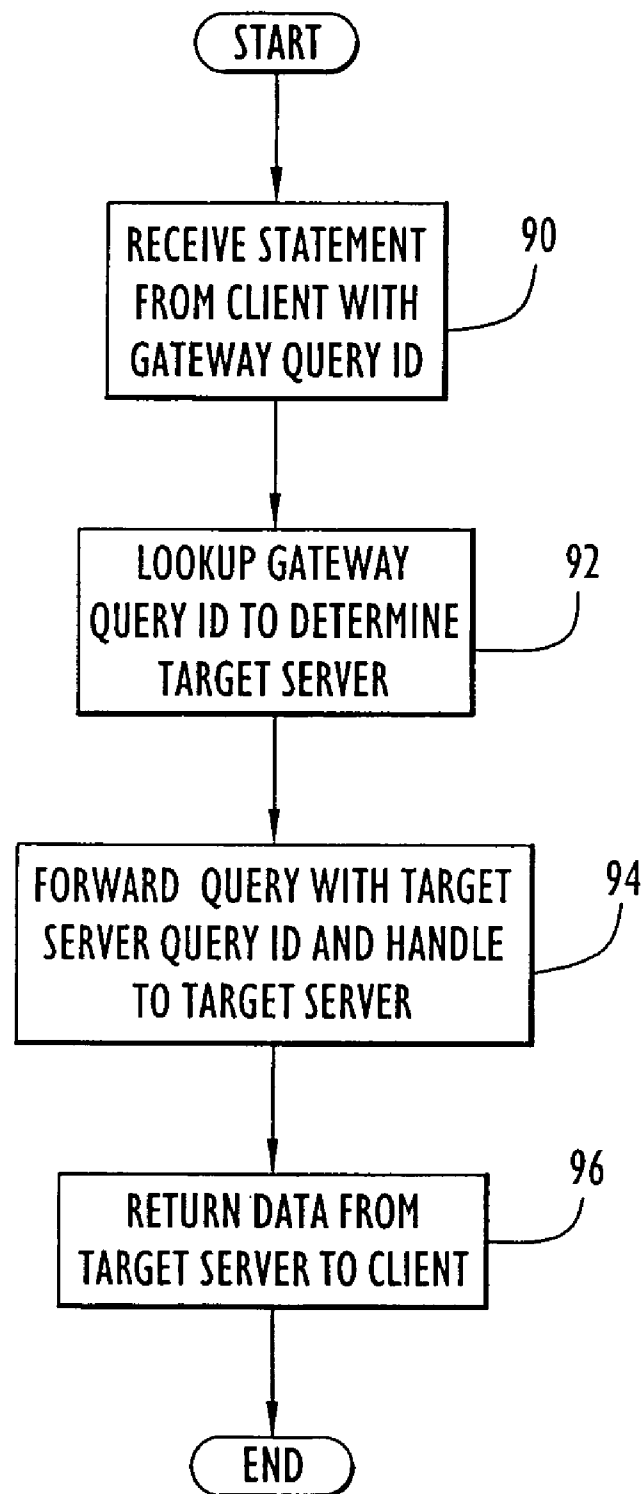 START
RECEIVE STATEMENT
FROM CLIENT WITH
GATEWAY QUERY ID
90
LOOKUP GATEWAY
QUERY ID TO DETERMINE
TARGET SERVER
92
FORWARD QUERY WITH TARGET
SERVER QUERY ID AND HANDLE
TO TARGET SERVER
94
RETURN DATA FROM
TARGET SERVER TO CLIENT
96
END